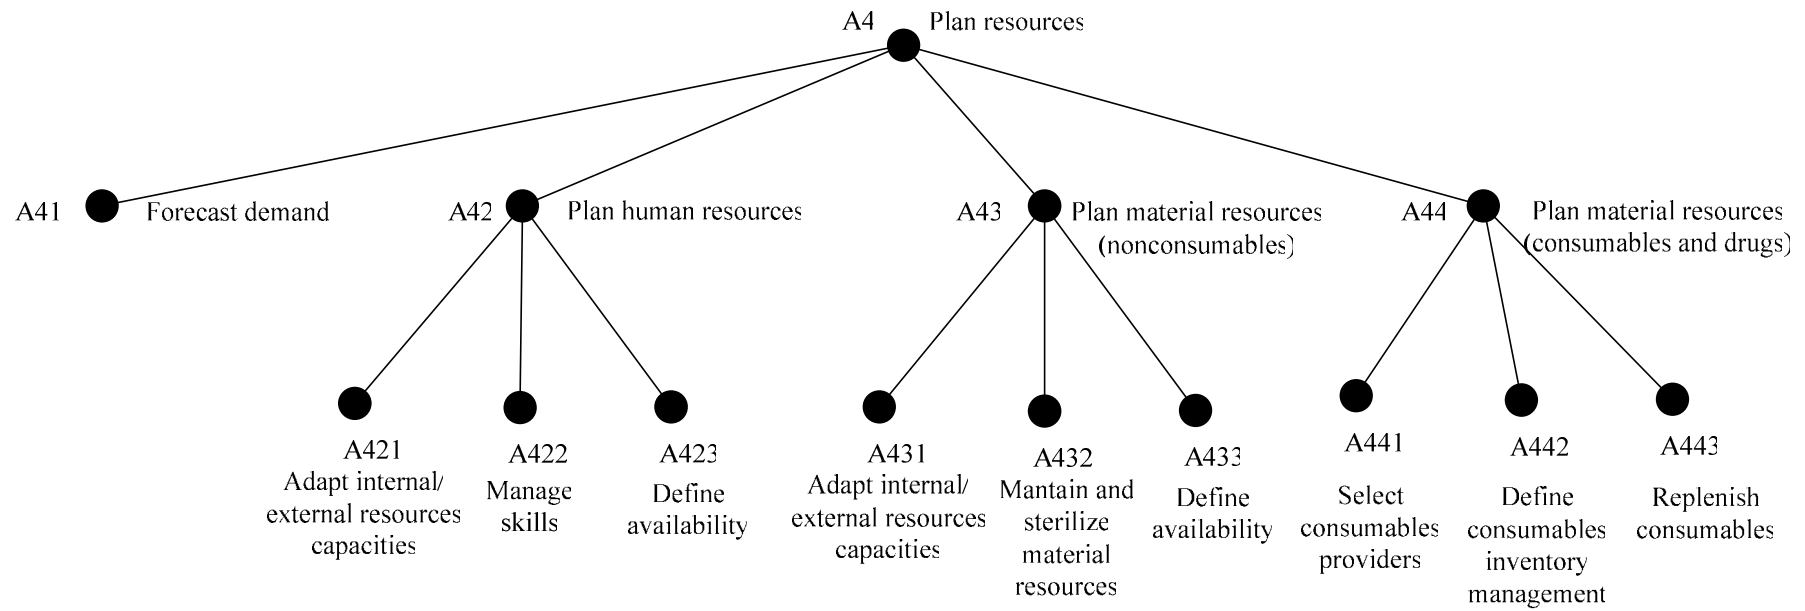 A4 Plan resources
A41 Forecast demand
A42 Plan human resources
A43 Plan material resources
(nonconsumables)
A44 Plan material resources
(consumables and drugs)
A421
Adapt internal/
external resources
capacities
A422
Manage
skills
A423
Define
availability
A431
Adapt internal/
external resources
capacities
A432
Mantain and
sterilize
material
resources
A433
Define
availability
A441
Select
consumables
providers
A442
Define
consumables
inventory
management
A443
Replenish
consumables